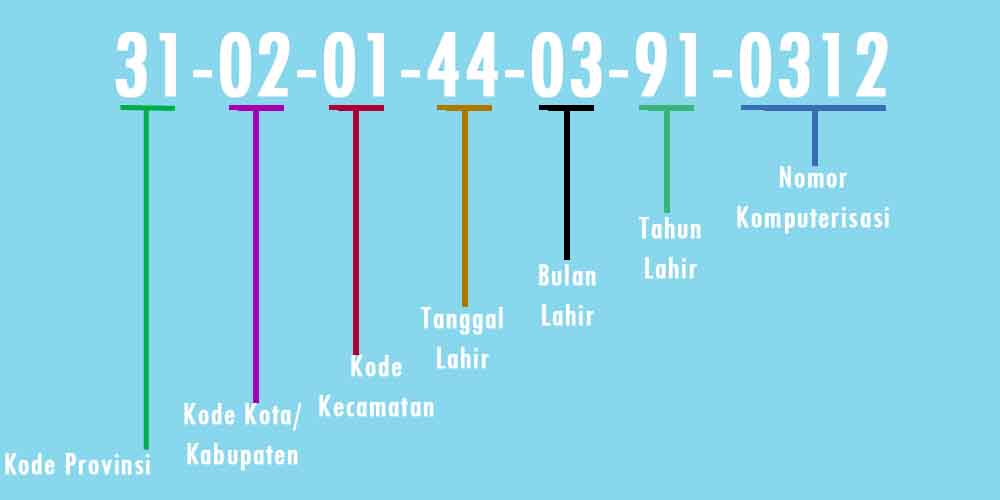 31-02-01-44-03-91-0312
Nomor
Komputerisasi
Tahun
Lahir
Bulan
Lahir
Tanggal
Lahir
Kode
Kecamatan
Kode Kota/
Kabupaten
Kode Provinsi